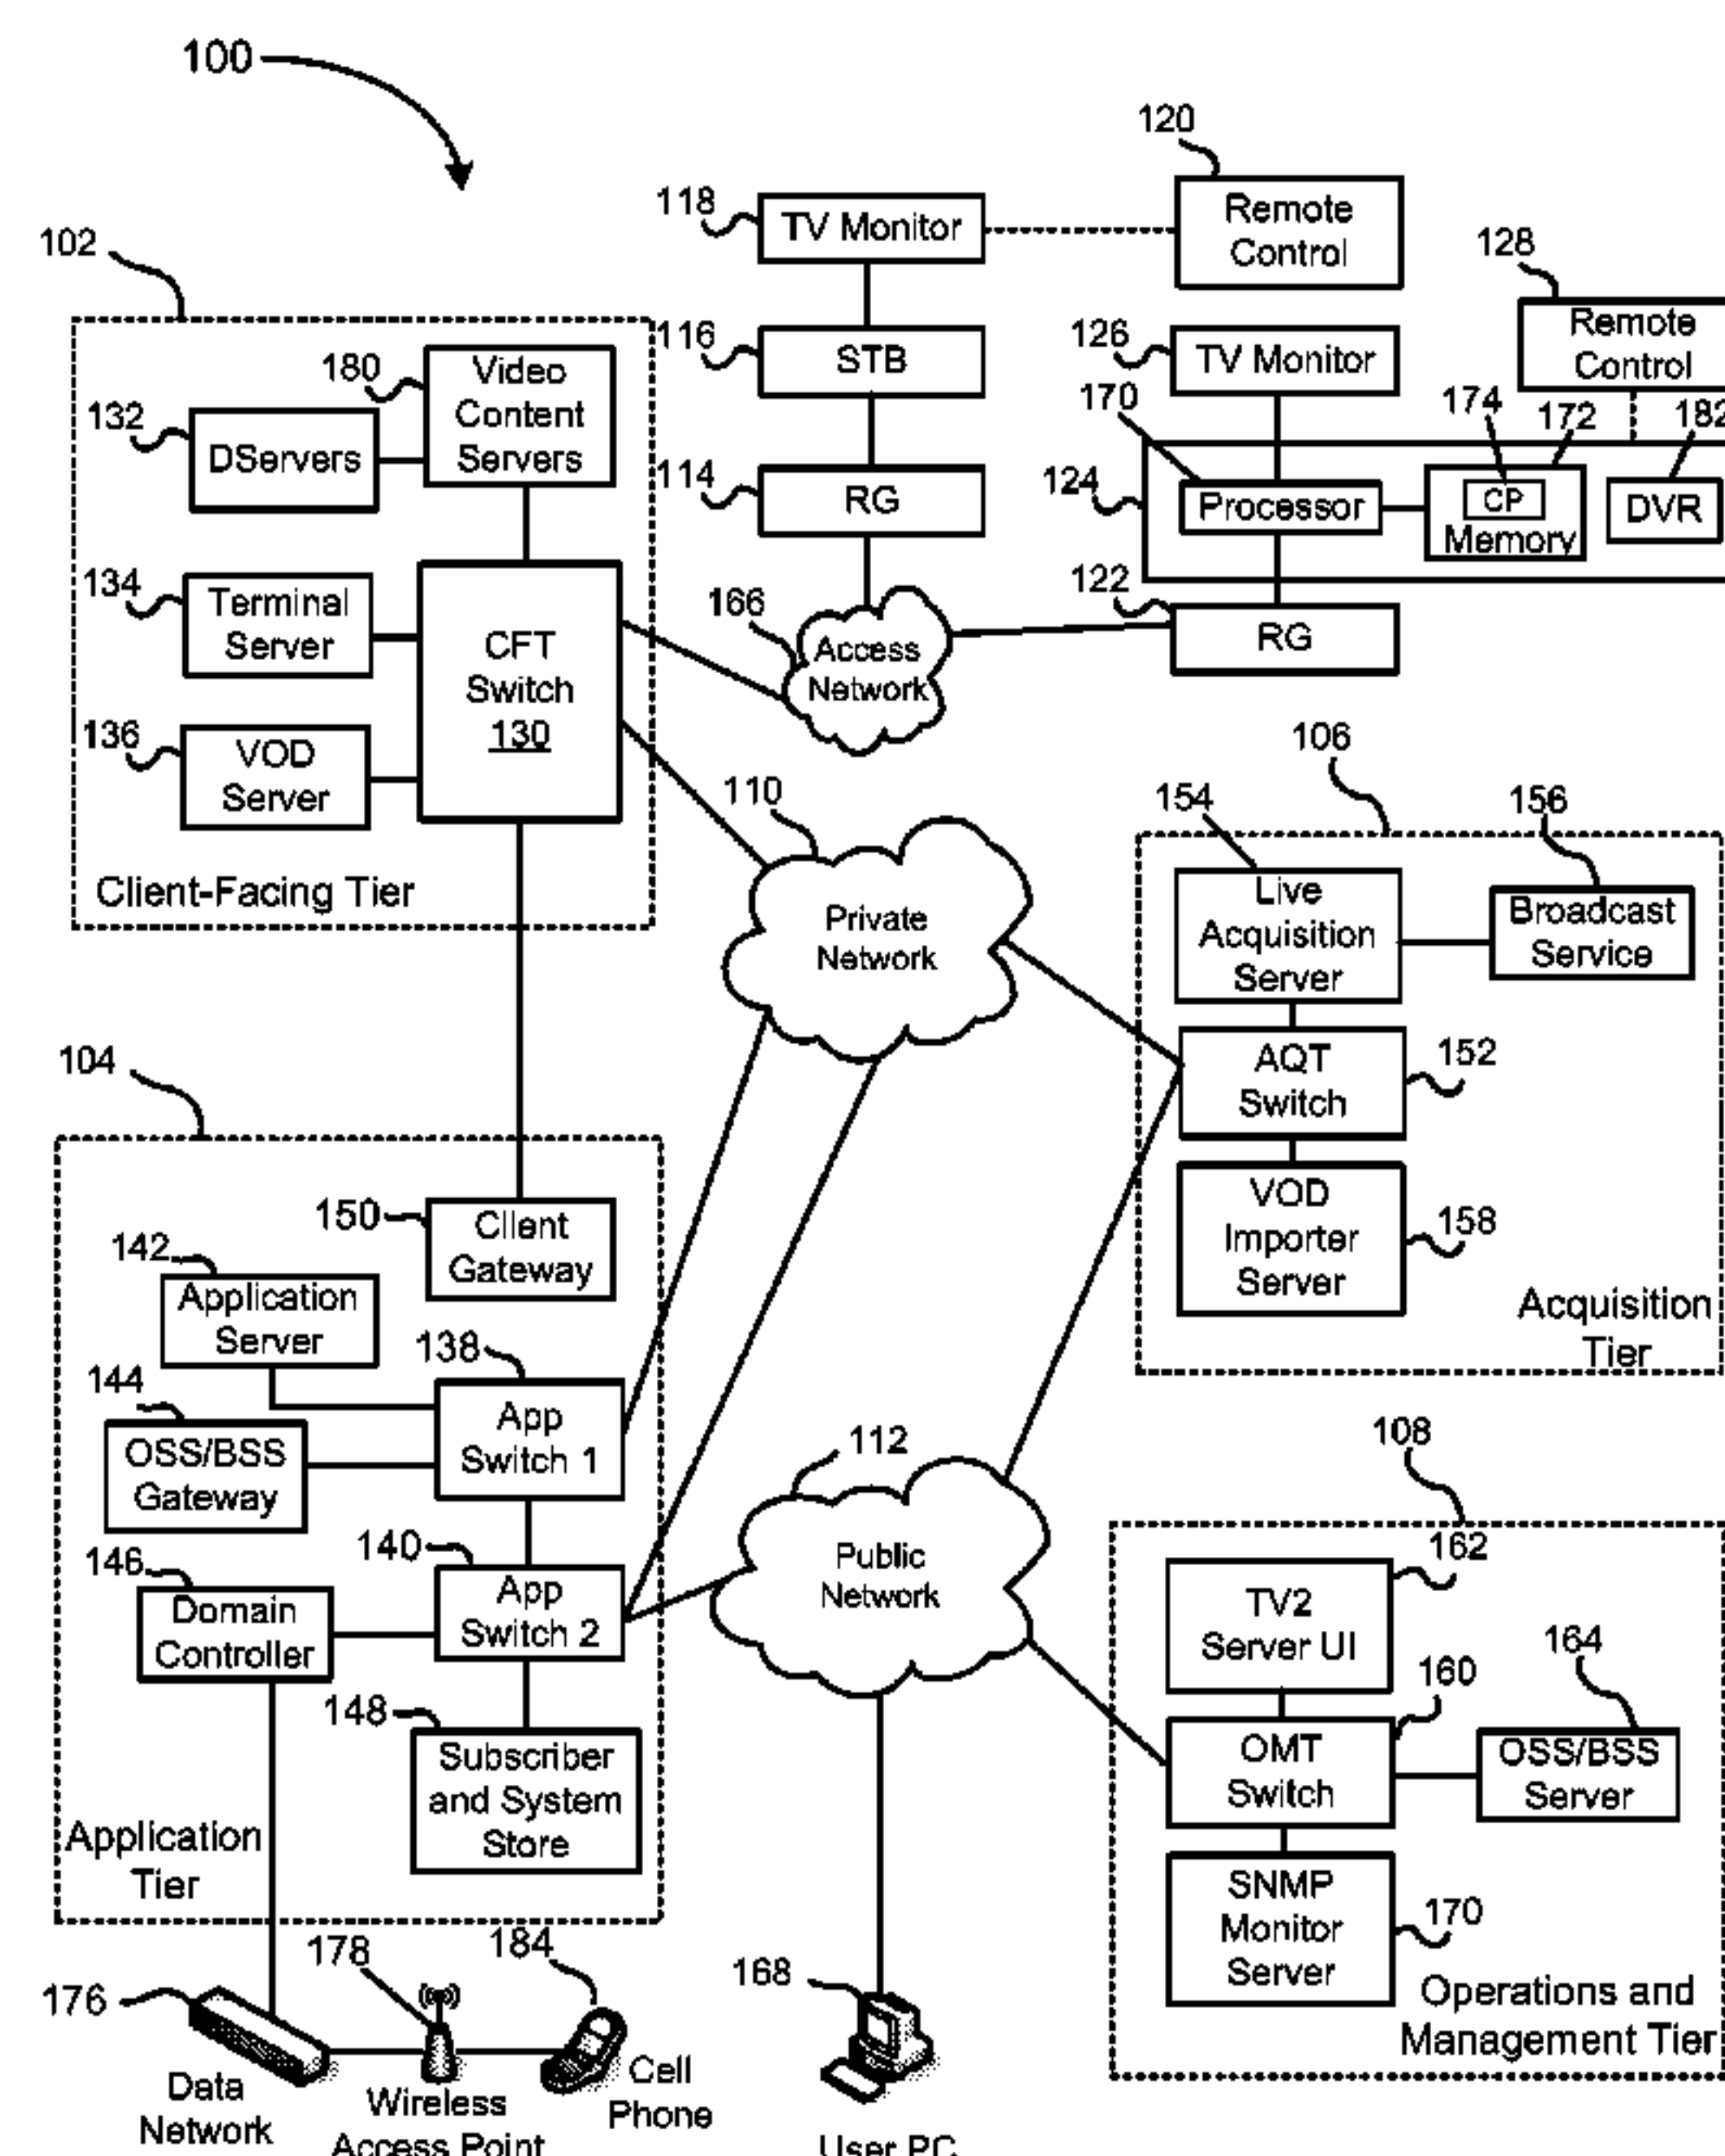 100
120
118
TV Monitor
Remote
Control
102
128
Remote
Control
116
STB
126
TV Monitor
180
Video
Content
Servers
132
DServers
170
174
172
182
114
RG
124
Processor
CP
Memory
DVR
134
Terminal
Server
CFT
Switch
130
166
Access
Network
122
RG
136
VOD
Server
Client-Facing Tier
110
Private
Network
106
154
156
Live
Acquisition
Server
Broadcast
Service
AQT
Switch
152
VOD
Importer
Server
158
Acquisition
Tier
104
150
Client
Gateway
142
Application
Server
138
144
OSS/BSS
Gateway
App
Switch 1
140
146
Domain
Controller
App
Switch 2
148
Subscriber
and System
Store
Application
Tier
112
Public
Network
108
162
TV2
Server UI
160
164
OMT
Switch
OSS/BSS
Server
SNMP
Monitor
Server
170
Operations and
Management Tier
176
178
184
168
Data
Network
Wireless
Access Point
Cell
Phone
User PC